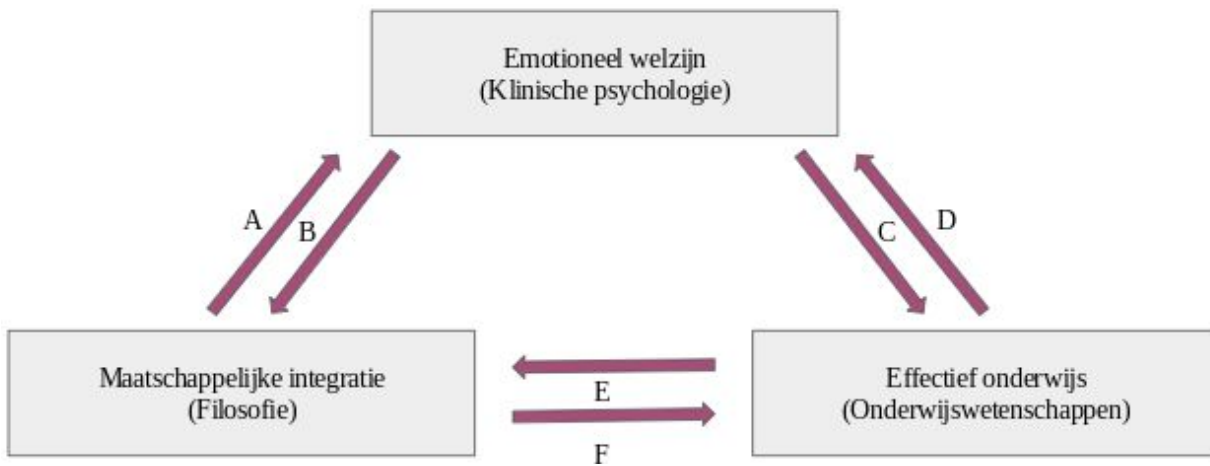 Emotioneel welzijn
(Klinische psychologie)
A
B
C
D
Maatschappelijke integratie
(Filosofie)
E
F
Effectief onderwijs
(Onderwijswetenschappen)